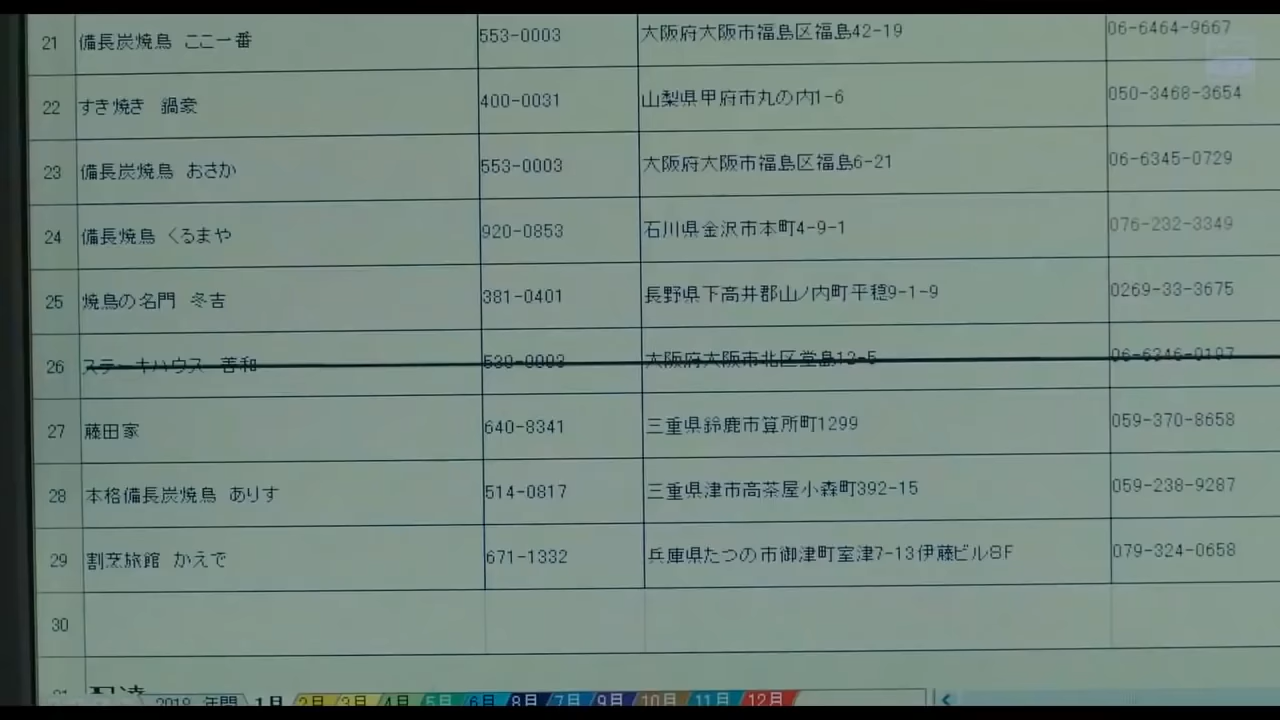 21 備長炭焼鳥 ここ一番 553-0003 大阪府大阪市福島区福島42-19 06-6464-9667
22 すき焼き 鍋豪 400-0031 山梨県甲府市丸の内1-6 050-3468-3654
23 備長炭焼鳥 おさか 553-0003 大阪府大阪市福島区福島6-21 06-6345-0729
24 備長焼鳥 くるまや 920-0853 石川県金沢市本町4-9-1 076-232-3349
25 焼鳥の名門 冬吉 381-0401 長野県下高井郡山ノ内町平穏9-1-9 0269-33-3675
26 ステーキハウス 善和 530-0003 大阪府大阪市北区堂島12-5 06-6346-0107
27 藤田家 640-8341 三重県鈴鹿市算所町1299 059-370-8658
28 本格備長炭焼鳥 ありす 514-0817 三重県津市高茶屋小森町392-15 059-238-9287
29 割烹旅館 かえで 671-1332 兵庫県たつの市御津町室津7-13伊藤ビル8F 079-324-0658
30
2018 年間 1月 2月 3月 4月 5月 6月 8月 7月 9月 10月 11月 12月